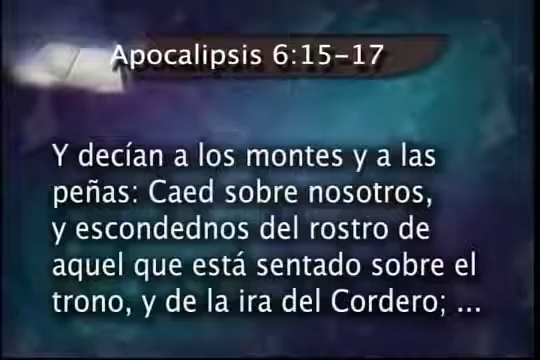 Apocalipsis 6:15-17
Y decían a los montes y a las
peñas: Caed sobre nosotros,
y escondednos del rostro de
aquel que está sentado sobre el
trono, y de la ira del Cordero; ...